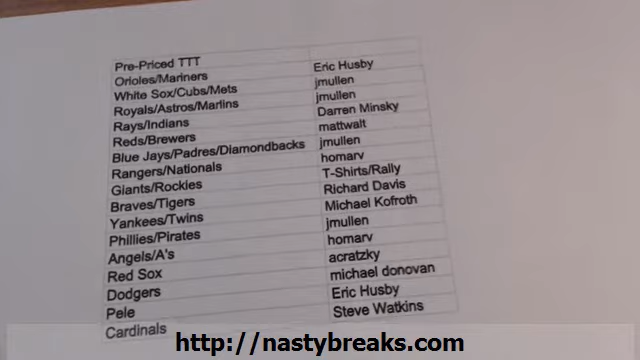 Pre-Priced TTT
Orioles/Mariners Eric Husby
White Sox/Cubs/Mets jmullen
Royals/Astros/Marlins jmullen
Rays/Indians Darren Minsky
Reds/Brewers mattwalt
Blue Jays/Padres/Diamondbacks jmullen
Rangers/Nationals homarv
Giants/Rockies T-Shirts/Rally
Braves/Tigers Richard Davis
Yankees/Twins Michael Kofroth
Phillies/Pirates jmullen
Angels/A's homarv
Red Sox acratzky
Dodgers michael donovan
Pele Eric Husby
Cardinals Steve Watkins
http://nastybreaks.com